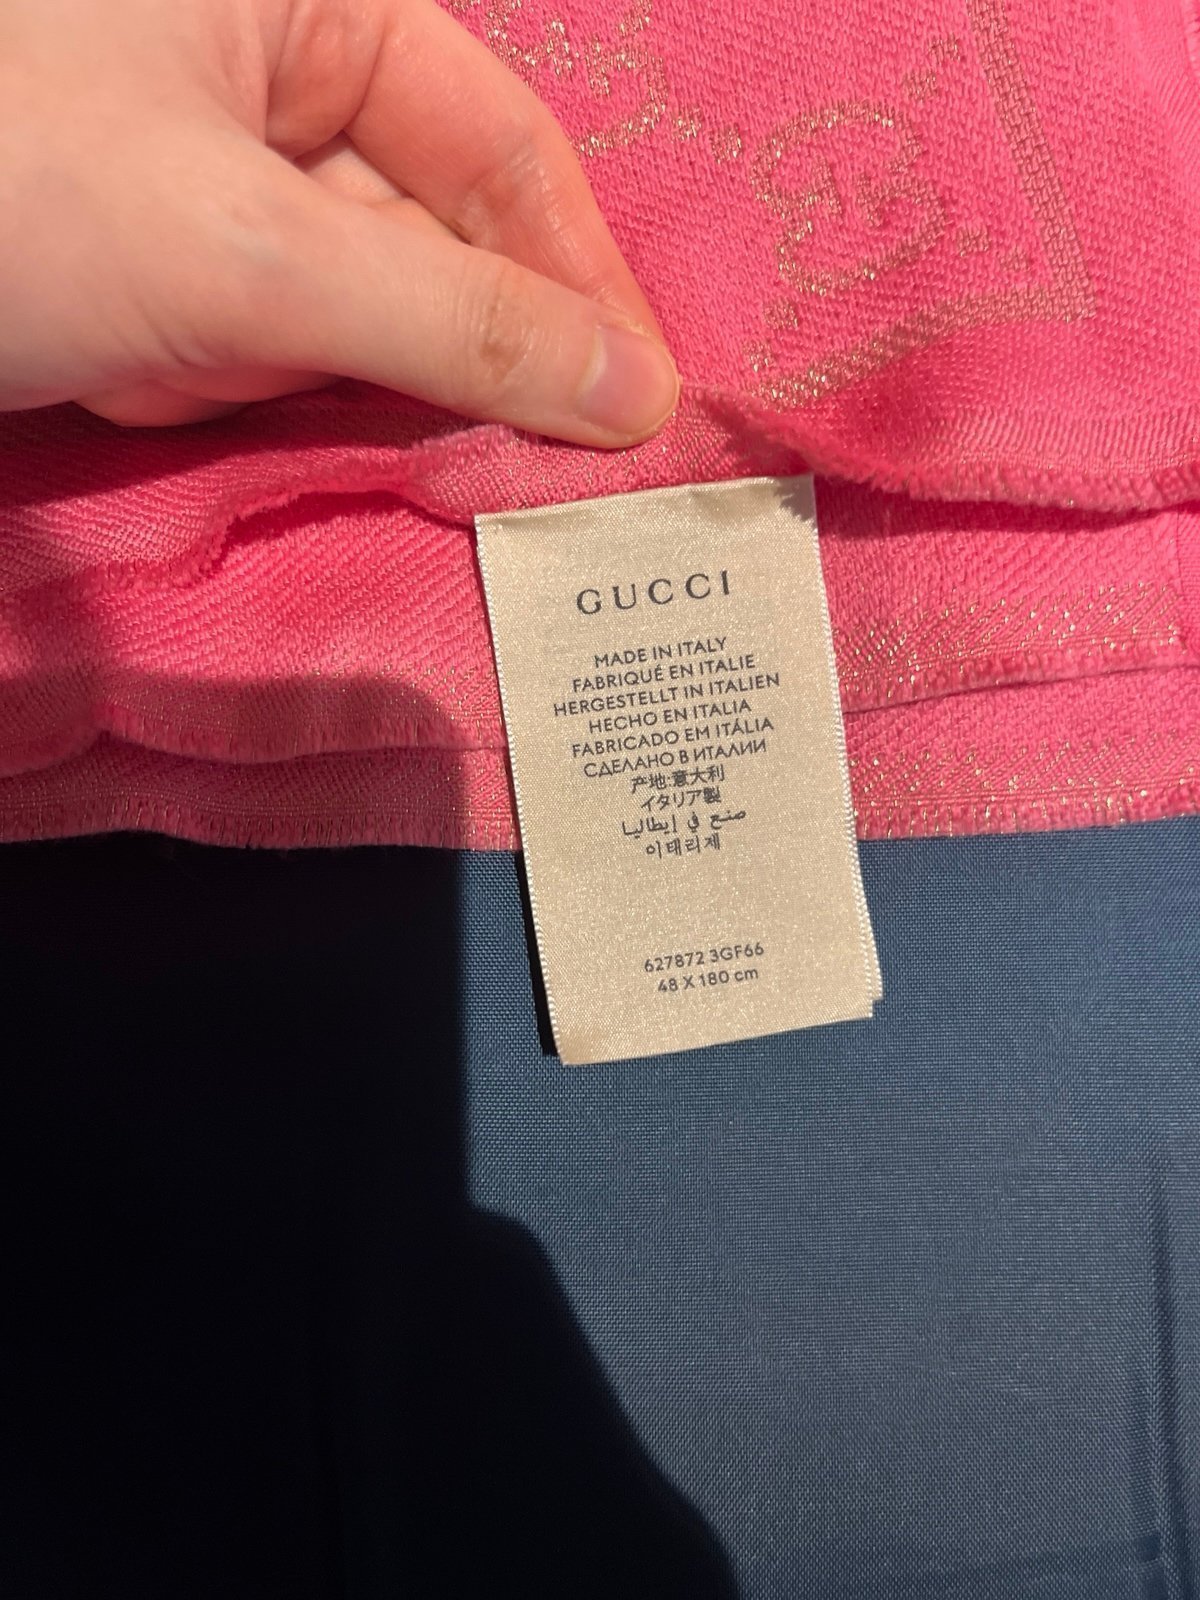 GUCCI
MADE IN ITALY
FABRIQUÉ EN ITALIE
HERGESTELLT IN ITALIEN
HECHO EN ITALIA
FABRICADO EM ITÁLIA
СДЕЛАНО В ИТАЛИИ
产地:意大利
イタリア製
صنع في إيطاليا
이태리제
627872 3GF66
48 X 180 cm